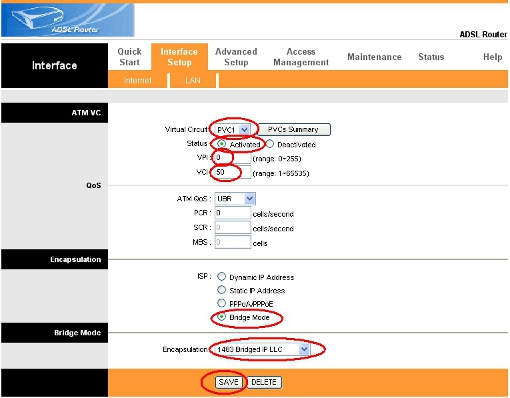 ADSL Router
ADSL Router
Interface
Quick Start
Interface Setup
Advanced Setup
Access Management
Maintenance
Status
Help
Internet
LAN
ATM VC
Virtual Circuit: PVC1 PVCs Summary
Status: Activated Deactivated
VPI: 0 (range: 0~255)
VCI: 50 (range: 1~65535)
QoS
ATM QoS: UBR
PCR: 0 cells/second
SCR: 0 cells/second
MBS: 0 cells
Encapsulation
ISP: Dynamic IP Address
Static IP Address
PPPoA/PPPoE
Bridge Mode
Bridge Mode
Encapsulation: 1483 Bridged IP LLC
SAVE DELETE